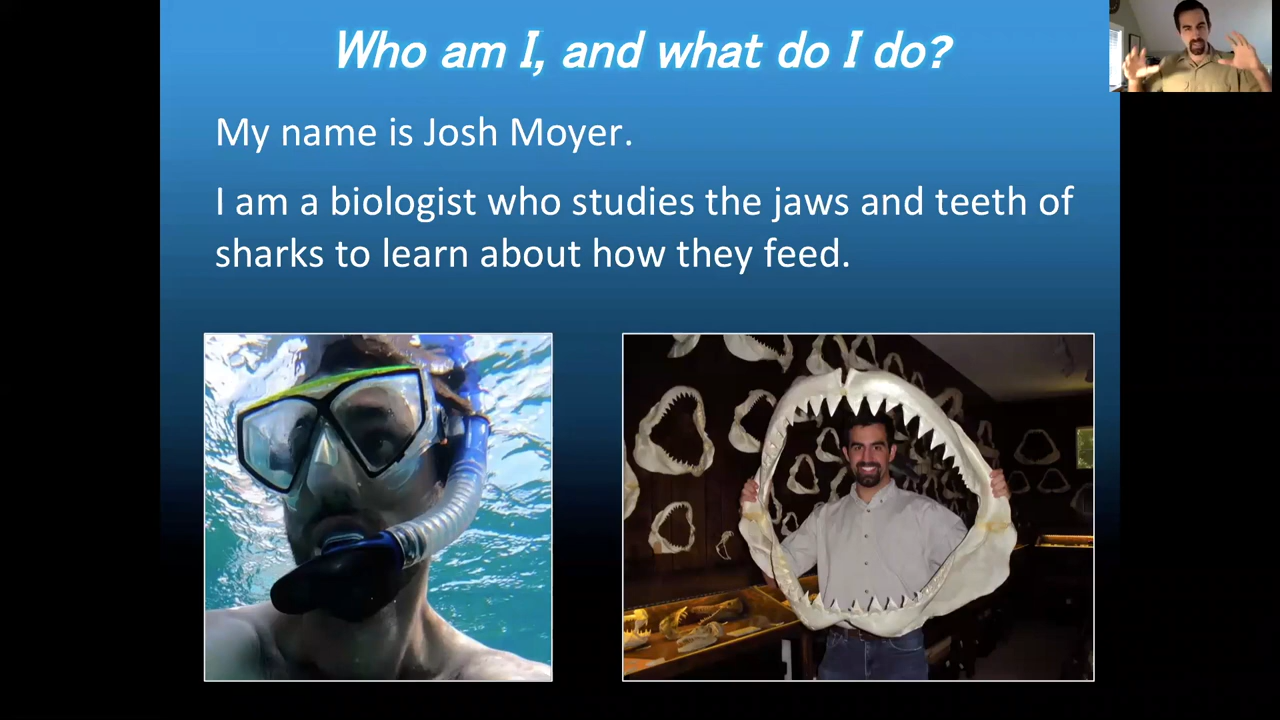 Who am I, and what do I do?
My name is Josh Moyer.
I am a biologist who studies the jaws and teeth of
sharks to learn about how they feed.